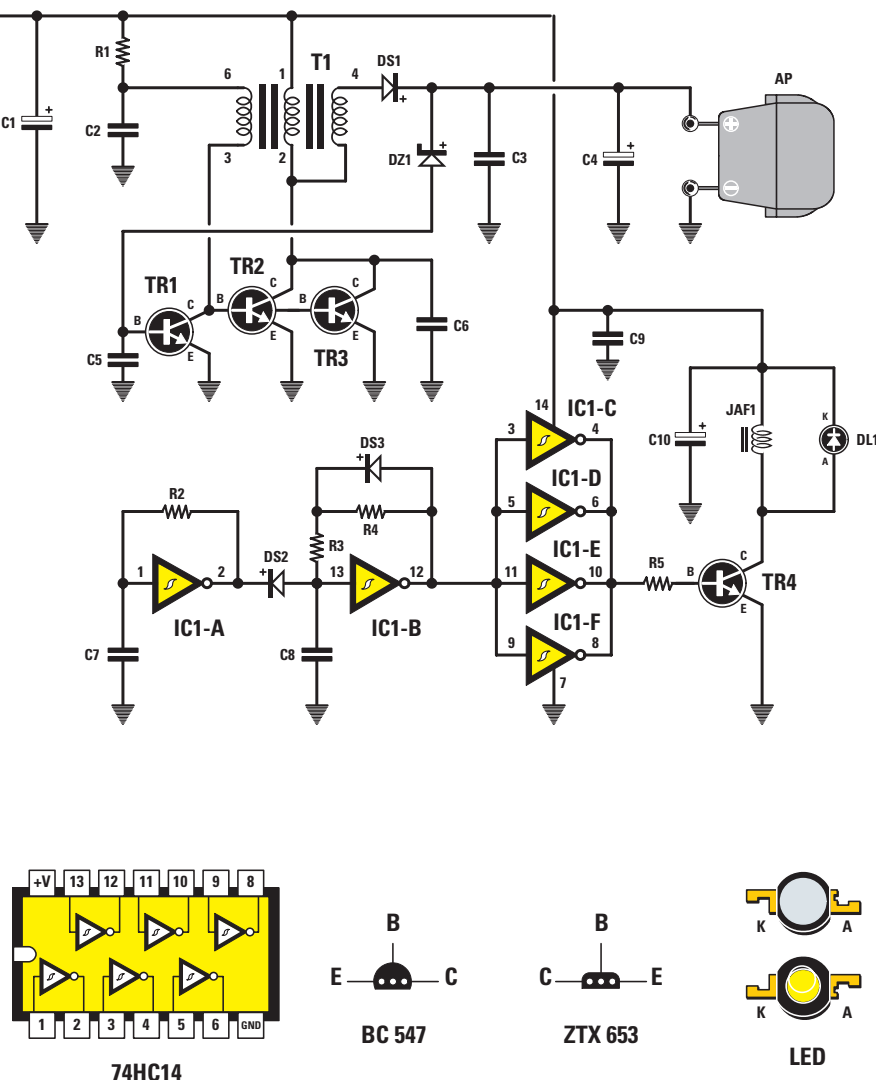 T1
R1
DS1
AP
6
1
4
+
C1
+
C2
3
2
DZ1
+
C3
C4
+
TR1
TR2
TR3
B
C
E
B
C
E
B
C
E
C5
C6
C9
14
IC1-C
3
4
DS3
+
IC1-D
5
6
R2
R4
R3
DS2
+
IC1-E
11
10
R5
1
2
13
12
IC1-A
IC1-B
IC1-F
9
8
7
C7
C8
C10
+
JAF1
K
A
DL1
B
C
E
TR4
+V 13 12 11 10 9 8
1 2 3 4 5 6 GND
74HC14
B
E C
BC 547
B
C E
ZTX 653
K A
K A
LED